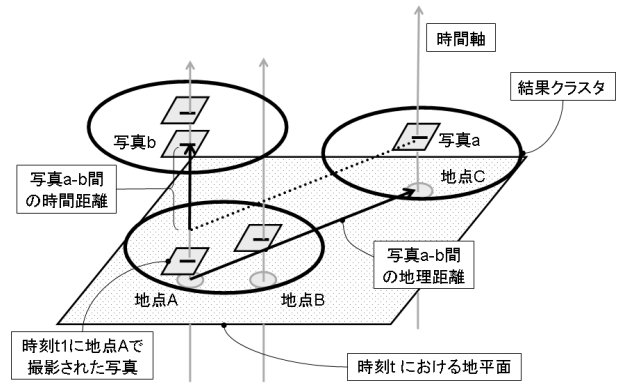 時間軸
結果クラスタ
写真b
写真a
地点C
写真a-b間
の時間距離
写真a-b間
の地理距離
地点A
地点B
時刻t1に地点Aで
撮影された写真
時刻t における地平面